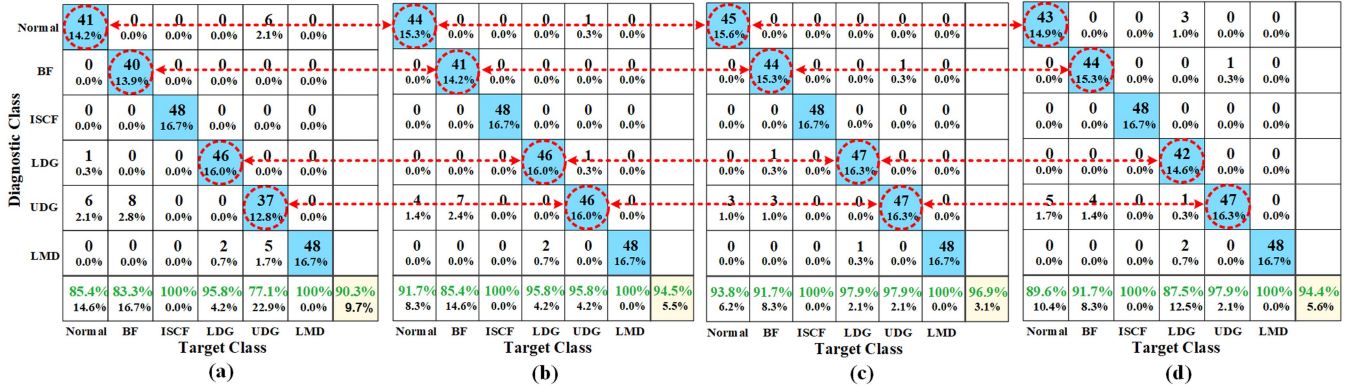 Diagnostic Class
Normal 41 0 0 0 6 0
14.2% 0.0% 0.0% 0.0% 2.1% 0.0%
BF 0 40 0 0 0 0
0.0% 13.9% 0.0% 0.0% 0.0% 0.0%
ISCF 0 0 48 0 0 0
0.0% 0.0% 16.7% 0.0% 0.0% 0.0%
LDG 1 0 0 46 0 0
0.3% 0.0% 0.0% 16.0% 0.0% 0.0%
UDG 6 8 0 0 37 0
2.1% 2.8% 0.0% 0.0% 12.8% 0.0%
LMD 0 0 0 2 5 48
0.0% 0.0% 0.0% 0.7% 1.7% 16.7%
85.4% 83.3% 100% 95.8% 77.1% 100% 90.3%
14.6% 16.7% 0.0% 4.2% 22.9% 0.0% 9.7%
Normal BF ISCF LDG UDG LMD
Target Class
(a)
44 0 0 0 1 0
15.3% 0.0% 0.0% 0.0% 0.3% 0.0%
0 41 0 0 0 0
0.0% 14.2% 0.0% 0.0% 0.0% 0.0%
0 0 48 0 0 0
0.0% 0.0% 16.7% 0.0% 0.0% 0.0%
0 0 0 46 1 0
0.0% 0.0% 0.0% 16.0% 0.3% 0.0%
4 7 0 0 46 0
1.4% 2.4% 0.0% 0.0% 16.0% 0.0%
0 0 0 2 0 48
0.0% 0.0% 0.0% 0.7% 0.0% 16.7%
91.7% 85.4% 100% 95.8% 95.8% 100% 94.5%
8.3% 14.6% 0.0% 4.2% 4.2% 0.0% 5.5%
Normal BF ISCF LDG UDG LMD
Target Class
(b)
45 0 0 0 0 0
15.6% 0.0% 0.0% 0.0% 0.0% 0.0%
0 44 0 0 1 0
0.0% 15.3% 0.0% 0.0% 0.3% 0.0%
0 0 48 0 0 0
0.0% 0.0% 16.7% 0.0% 0.0% 0.0%
0 1 0 47 0 0
0.0% 0.3% 0.0% 16.3% 0.0% 0.0%
3 3 0 0 47 0
1.0% 1.0% 0.0% 0.0% 16.3% 0.0%
0 0 0 1 0 48
0.0% 0.0% 0.0% 0.3% 0.0% 16.7%
93.8% 91.7% 100% 97.9% 97.9% 100% 96.9%
6.2% 8.3% 0.0% 2.1% 2.1% 0.0% 3.1%
Normal BF ISCF LDG UDG LMD
Target Class
(c)
43 0 0 3 0 0
14.9% 0.0% 0.0% 1.0% 0.0% 0.0%
0 44 0 0 1 0
0.0% 15.3% 0.0% 0.0% 0.3% 0.0%
0 0 48 0 0 0
0.0% 0.0% 16.7% 0.0% 0.0% 0.0%
0 0 0 42 0 0
0.0% 0.0% 0.0% 14.6% 0.0% 0.0%
5 4 0 1 47 0
1.7% 1.4% 0.0% 0.3% 16.3% 0.0%
0 0 0 2 0 48
0.0% 0.0% 0.0% 0.7% 0.0% 16.7%
89.6% 91.7% 100% 87.5% 97.9% 100% 94.4%
10.4% 8.3% 0.0% 12.5% 2.1% 0.0% 5.6%
Normal BF ISCF LDG UDG LMD
Target Class
(d)